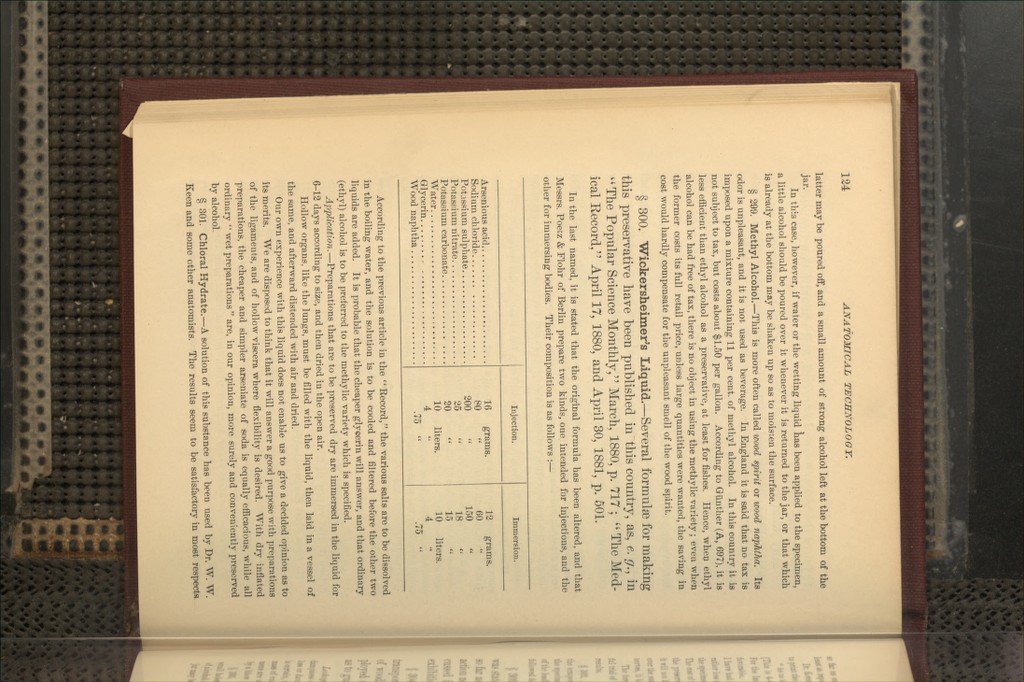 124 ANATOMICAL TECHNOLOGY.
latter may be poured off, and a small amount of strong alcohol left at the bottom of the
jar.
In this case, however, if water or the wetting liquid has been applied to the specimen,
a little alcohol should be poured over it whenever it is returned to the jar, or that which
is already at the bottom may be shaken up so as to moisten the surface.
§ 299. Methyl Alcohol.—This is more often called wood spirit or wood naphtha. Its
odor is unpleasant, and it is not used as beverage. In England it is said that no tax is
imposed upon a mixture containing 11 per cent. of methyl alcohol. In this country it is
not subject to tax, but costs about $1.50 per gallon. According to Günther (A, 697), it is
less efficient than ethyl alcohol as a preservative, at least for fishes. Hence, when ethyl
alcohol can be had free of tax, there is no object in using the methylic variety; even when
the former costs its full retail price, unless large quantities were wanted, the saving in
cost would hardly compensate for the unpleasant smell of the wood spirit.
§ 300. Wickersheimer's Liquid.—Several formulæ for making
this preservative have been published in this country, as, e. g., in
"The Popular Science Monthly," March, 1880, p. 717; "The Med-
ical Record," April 17, 1880, and April 30, 1881, p. 501.
In the last named, it is stated that the original formula has been altered, and that
Messrs. Poerz & Flohr of Berlin prepare two kinds, one intended for injections, and the
other for immersing bodies. Their composition is as follows:—
Injection. Immersion.
Arsenious acid 16 grams. 12 grams.
Sodium chloride 80 " 60 "
Potassium sulphate 200 " 150 "
Potassium nitrate 25 " 18 "
Potassium carbonate 20 " 15 "
Water 10 liters. 10 liters.
Glycerin 4 " 4 "
Wood naphtha .75 " .75 "
According to the previous article in the "Record," the various salts are to be dissolved
in the boiling water, and the solution is to be cooled and filtered before the other two
liquids are added. It is probable that the cheaper glycerin will answer, and that ordinary
(ethyl) alcohol is to be preferred to the methylic variety which is specified.
Application.—Preparations that are to be preserved dry are immersed in the liquid for
6-12 days according to size, and then dried in the open air.
Hollow organs, like the lungs, must be filled with the liquid, then laid in a vessel of
the same, and afterward distended with air and dried.
Our own experience with this liquid does not enable us to give a decided opinion as to
its merits. We are disposed to think that it will answer a good purpose with preparations
of the ligaments, and of hollow viscera where flexibility is desired. With dry inflated
preparations, the cheaper and simpler arseniate of soda is equally efficacious, while all
ordinary "wet preparations" are, in our opinion, more surely and conveniently preserved
by alcohol.
§ 301. Chloral Hydrate.—A solution of this substance has been used by Dr. W. W.
Keen and some other anatomists. The results seem to be satisfactory in most respects